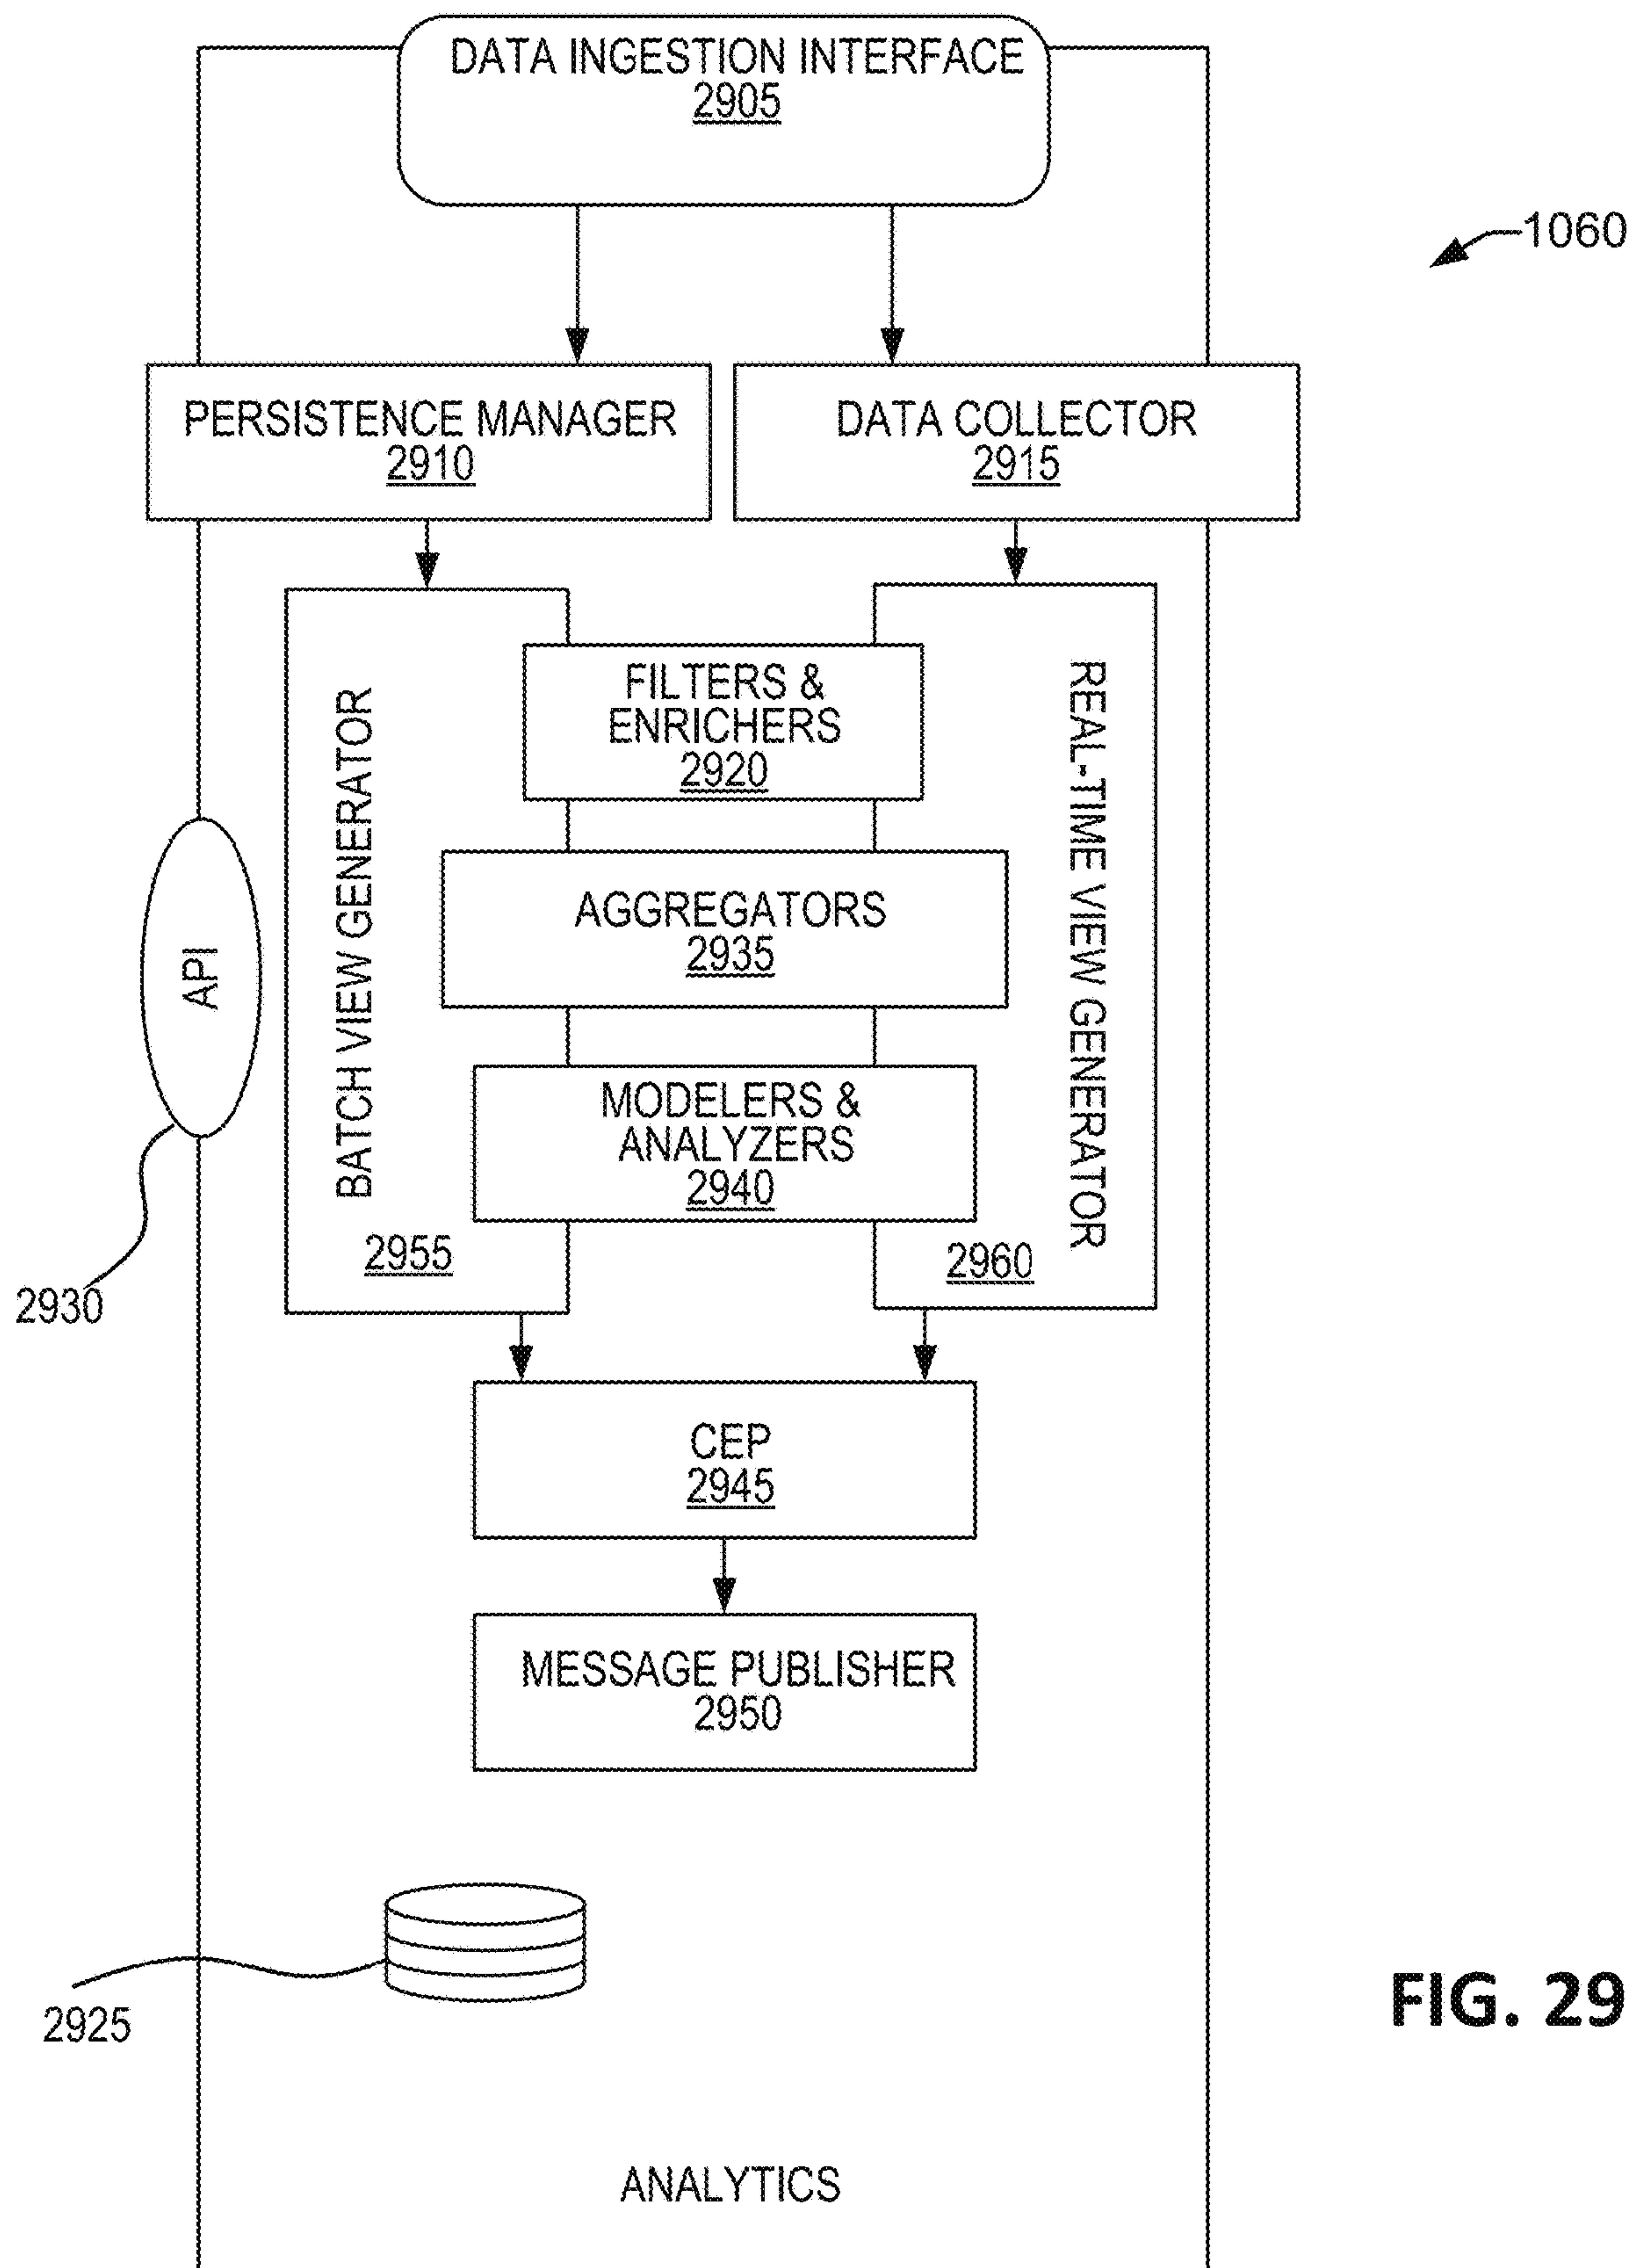 DATA INGESTION INTERFACE
2905
1060
PERSISTENCE MANAGER
2910
DATA COLLECTOR
2915
BATCH VIEW GENERATOR
2955
FILTERS &
ENRICHERS
2920
AGGREGATORS
2935
MODELERS &
ANALYZERS
2940
REAL-TIME VIEW GENERATOR
2960
API
2930
CEP
2945
MESSAGE PUBLISHER
2950
2925
FIG. 29
ANALYTICS